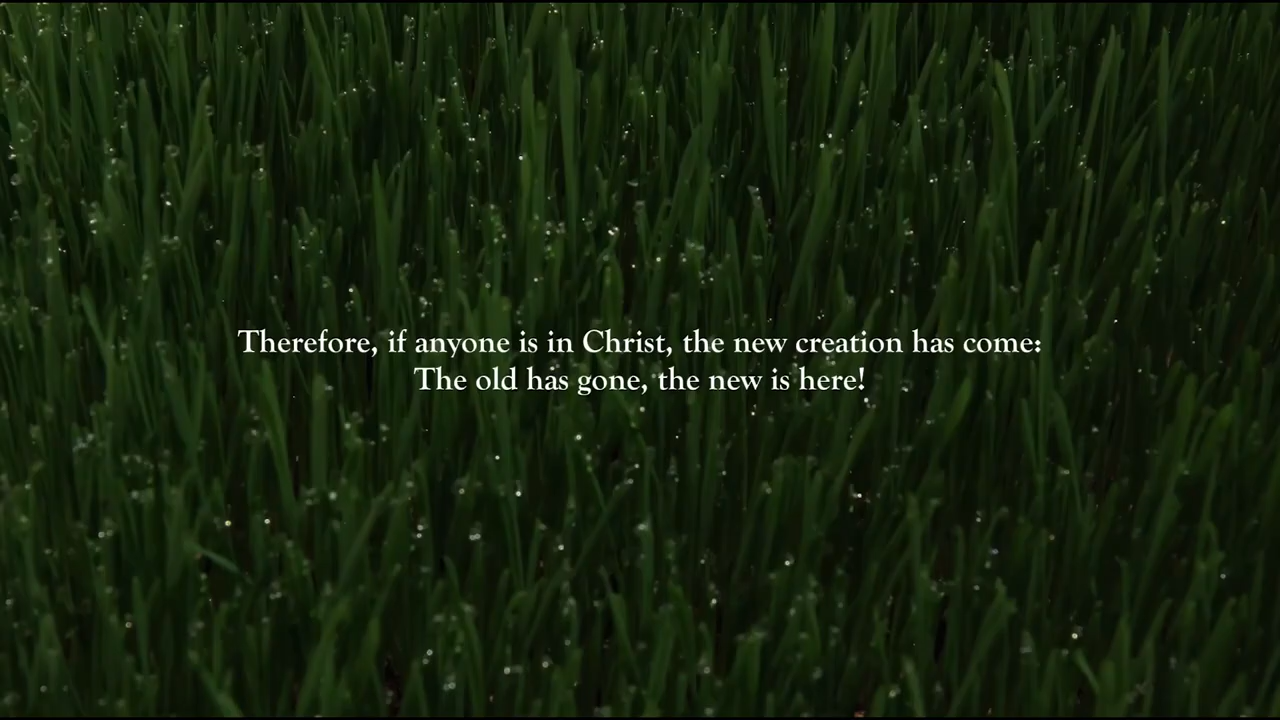 Therefore, if anyone is in Christ, the new creation has come:
The old has gone, the new is here!